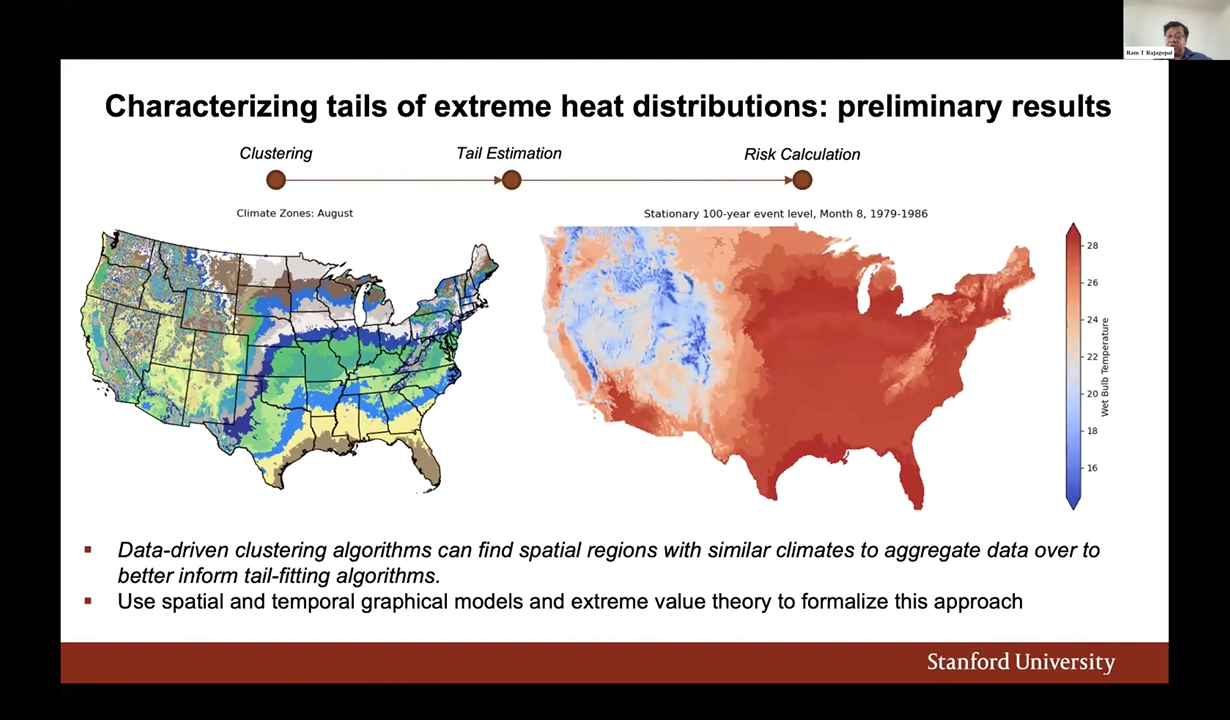 Ram T Rajagopal
Characterizing tails of extreme heat distributions: preliminary results
Clustering
Tail Estimation
Risk Calculation
Climate Zones: August
Stationary 100-year event level, Month 8, 1979-1986
28
26
24
22
20
18
16
Wet Bulb Temperature
▪ Data-driven clustering algorithms can find spatial regions with similar climates to aggregate data over to
better inform tail-fitting algorithms.
▪ Use spatial and temporal graphical models and extreme value theory to formalize this approach
Stanford University